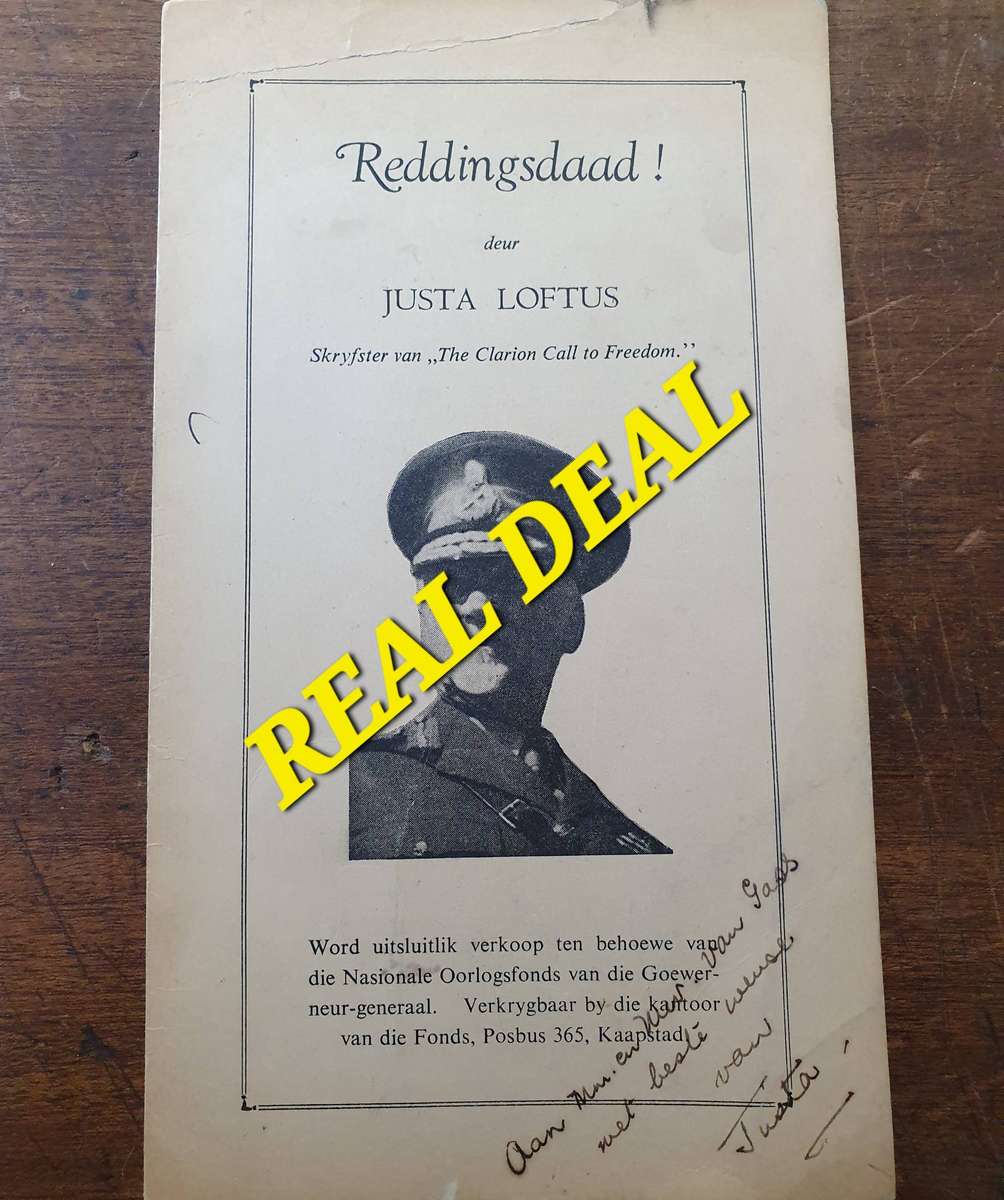 Reddingsdaad !
deur
JUSTA LOFTUS
Skryfster van „The Clarion Call to Freedom.’’
REAL DEAL
Word uitsluitlik verkoop ten behoewe van
die Nasionale Oorlogsfonds van die Goewer-
neur-generaal. Verkrygbaar by die kantoor
van die Fonds, Posbus 365, Kaapstad.
Aan Mnr. en Mev. van
met beste wense
van
Justa